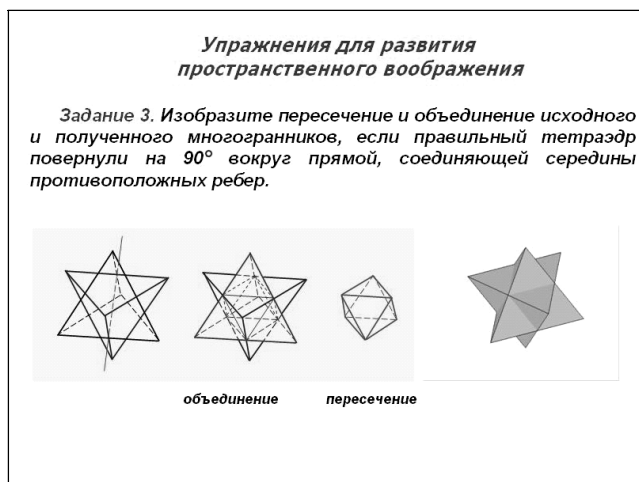 Упражнения для развития
пространственного воображения
Задание 3. Изобразите пересечение и объединение исходного
и полученного многогранников, если правильный тетраэдр
повернули на 90° вокруг прямой, соединяющей середины
противоположных ребер.
объединение пересечение